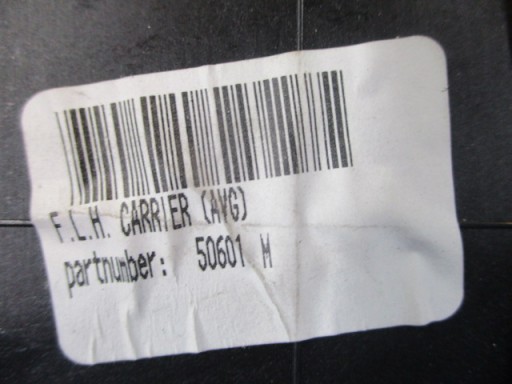 F.L.H. CARRIER (AVG)
partnumber: 50601 M